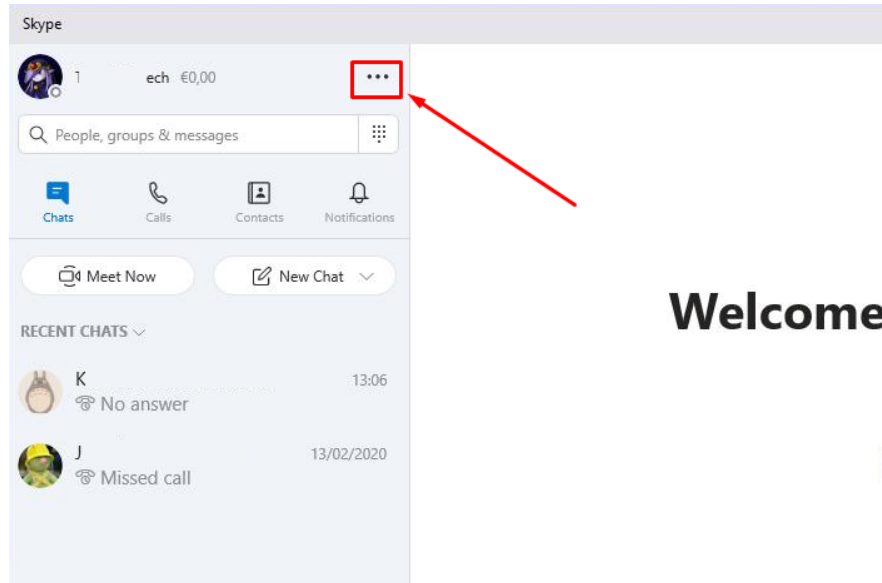 Skype
ech €0,00
People, groups & messages
Chats Calls Contacts Notifications
Meet Now New Chat
RECENT CHATS
K 13:06
No answer
J 13/02/2020
Missed call
Welcome